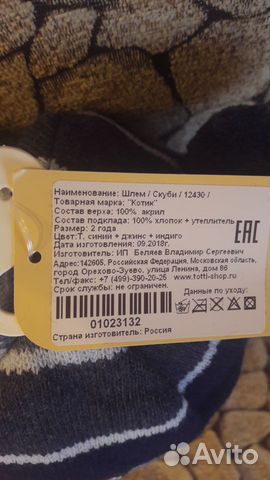 Наименование: Шлем / Скуби / 12430 /
Товарная марка: "Котик"
Состав верха: 100% акрил
Состав подклада: 100% хлопок + утеплитель
Размер: 2 года
Цвет:Т. синий + джинс + индиго
Дата изготовления: 09.2018г.
Изготовитель: ИП Беляев Владимир Сергеевич
Адрес:142605, Российская Федерация, Московская область,
город Орехово-Зуево, улица Ленина, дом 86
Тел/факс: +7 (499)-390-20-25 www.totti-shop.ru
Срок службы: не ограничен.
Данные по уходу:
01023132
Страна изготовитель: Россия
EAC
Avito